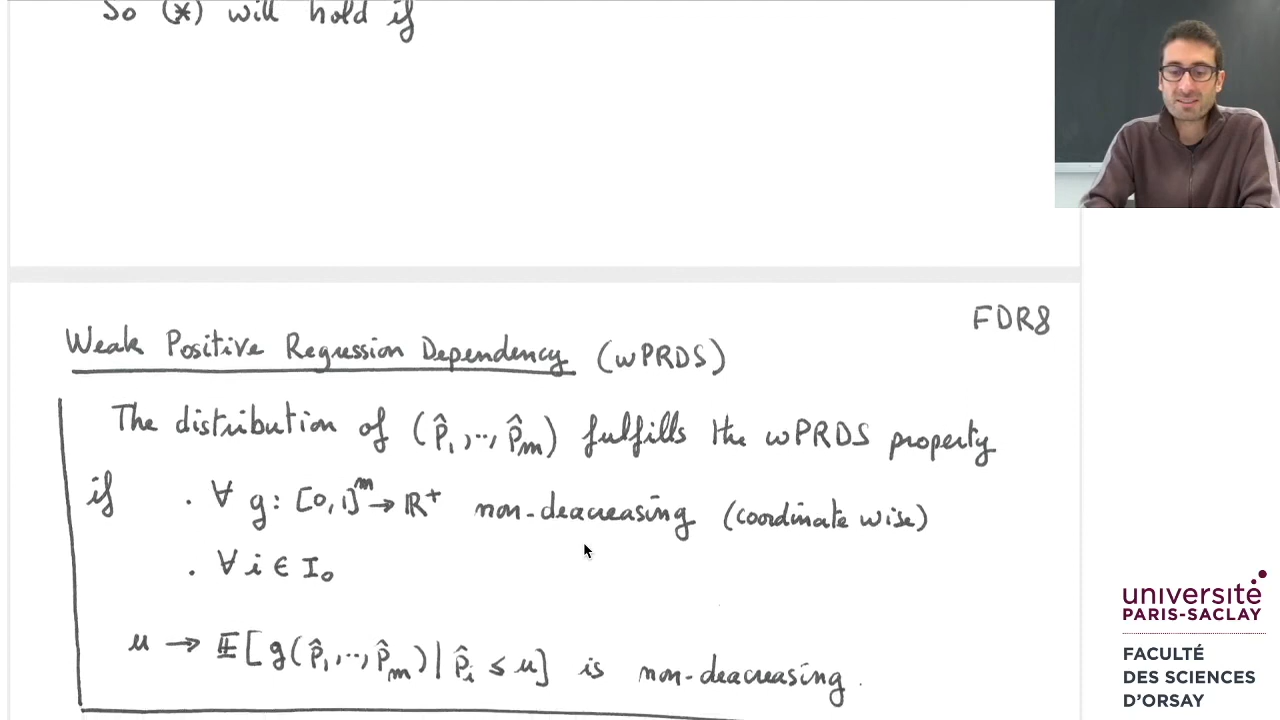 So (*) will hold if
FDR8
Weak Positive Regression Dependency (wPRDS)
The distribution of (p̂₁,..,p̂ₘ) fulfills the wPRDS property
if . ∀ g: [0,1]ᵐ → ℝ⁺ non-deacreasing (coordinate wise)
. ∀ i ∈ I₀
u → 𝔼[g(p̂₁,..,p̂ₘ) | p̂ᵢ ≤ u] is non-deacreasing.
université
PARIS-SACLAY
FACULTÉ
DES SCIENCES
D'ORSAY